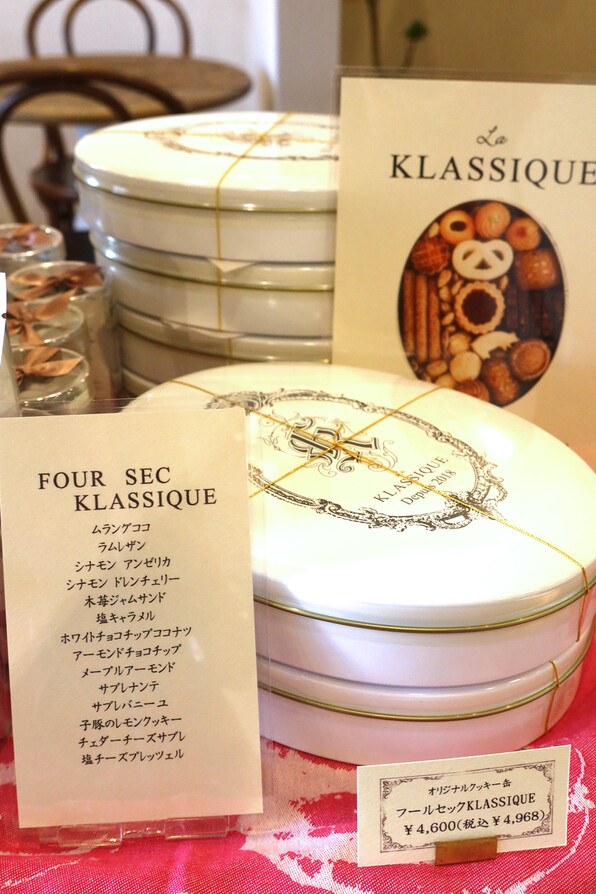 La
KLASSIQUE
KLASSIQUE
Depuis 2018
FOUR SEC
KLASSIQUE
ムラングココ
ラムレザン
シナモン アンゼリカ
シナモン ドレンチェリー
木苺ジャムサンド
塩キャラメル
ホワイトチョコチップココナツ
アーモンドチョコチップ
メープルアーモンド
サブレナンテ
サブレバニーユ
子豚のレモンクッキー
チェダーチーズサブレ
塩チーズプレッツェル
オリジナルクッキー缶
フールセックKLASSIQUE
¥4,600(税込¥4,968)